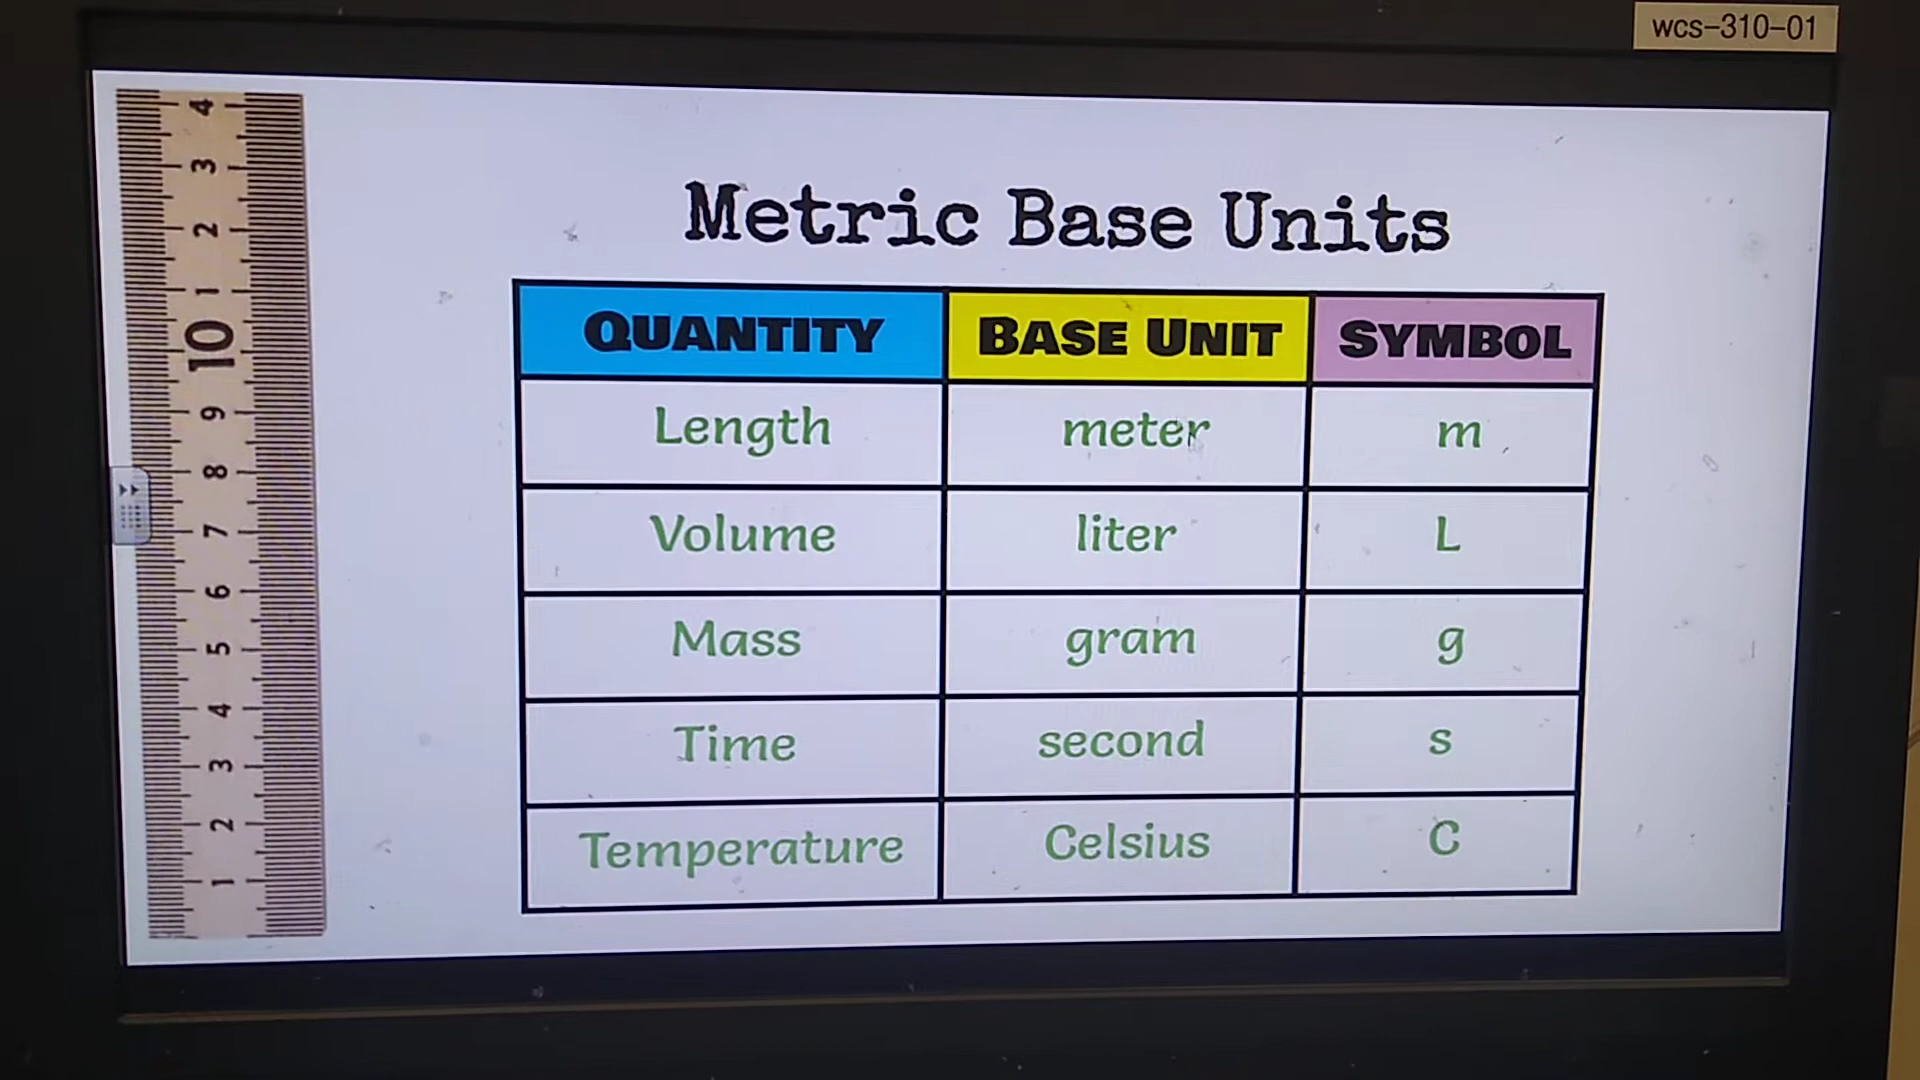 wcs-310-01
4
3
2
1
10
9
8
7
6
5
4
3
2
1
Metric Base Units
QUANTITY BASE UNIT SYMBOL
Length meter m
Volume liter L
Mass gram g
Time second s
Temperature Celsius C